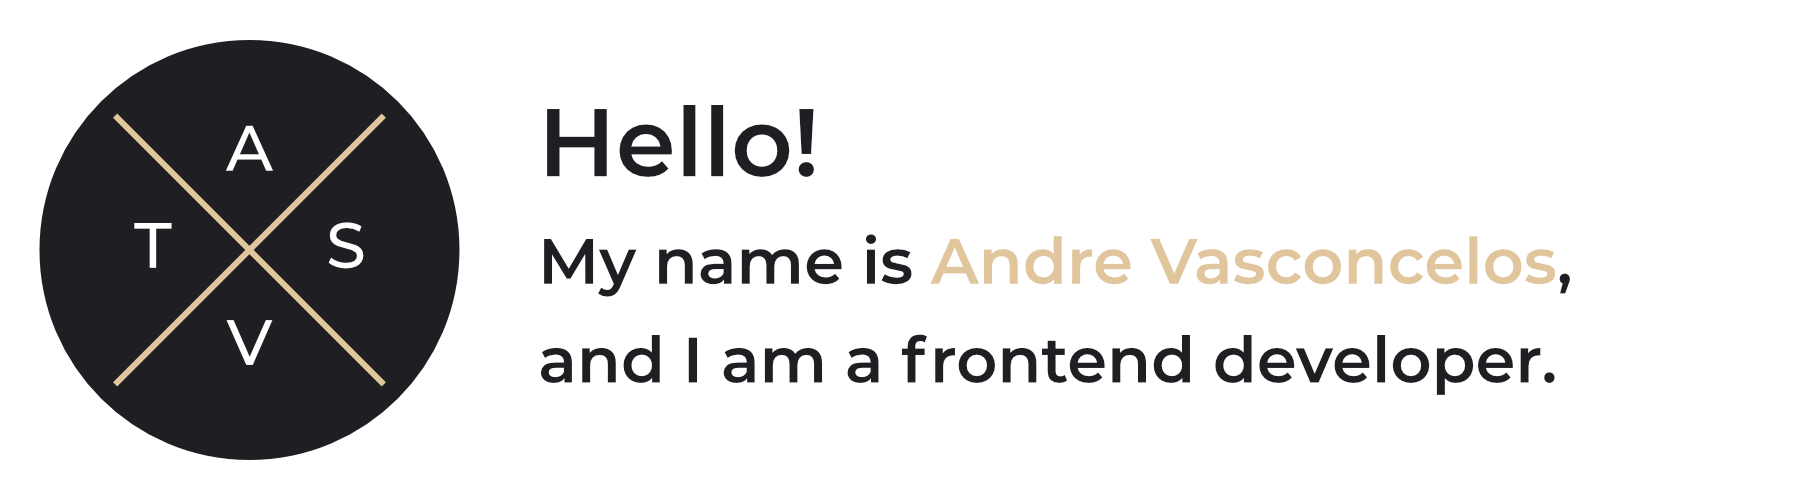 A
T S
V
Hello!
My name is Andre Vasconcelos,
and I am a frontend developer.